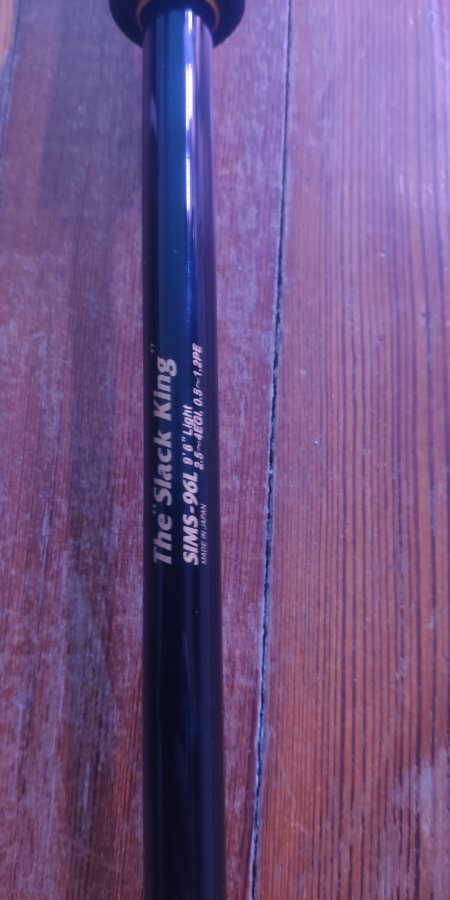 The "Slack King"
SIMS-96L 9'6" Light
2.5~4EGI, 0.5~1.2PE
MADE IN JAPAN